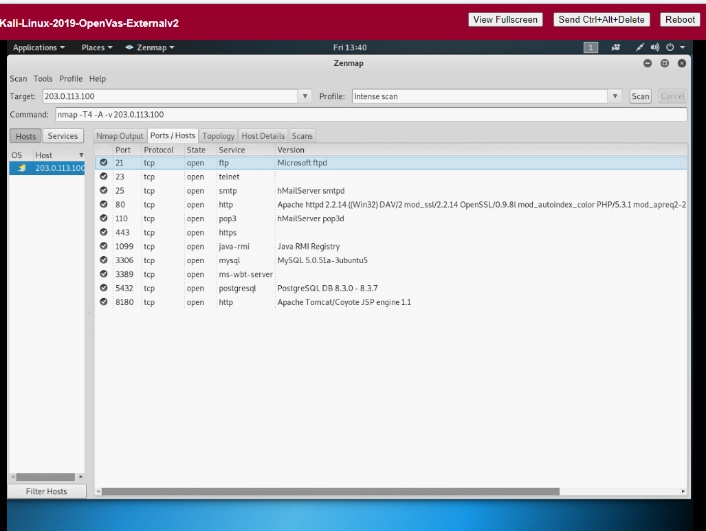 Kali-Linux-2019-OpenVas-Externalv2
View Fullscreen Send Ctrl+Alt+Delete Reboot
Applications Places Zenmap Fri 13:40 1
Zenmap
Scan Tools Profile Help
Target: 203.0.113.100 Profile: Intense scan Scan Cancel
Command: nmap -T4 -A -v 203.0.113.100
Hosts Services Nmap Output Ports / Hosts Topology Host Details Scans
OS Host Port Protocol State Service Version
203.0.113.100 21 tcp open ftp Microsoft ftpd
23 tcp open telnet
25 tcp open smtp hMailServer smtpd
80 tcp open http Apache httpd 2.2.14 ((Win32) DAV/2 mod_ssl/2.2.14 OpenSSL/0.9.8l mod_autoindex_color PHP/5.3.1 mod_apreq2-2
110 tcp open pop3 hMailServer pop3d
443 tcp open https
1099 tcp open java-rmi Java RMI Registry
3306 tcp open mysql MySQL 5.0.51a-3ubuntu5
3389 tcp open ms-wbt-server
5432 tcp open postgresql PostgreSQL DB 8.3.0 - 8.3.7
8180 tcp open http Apache Tomcat/Coyote JSP engine 1.1
Filter Hosts